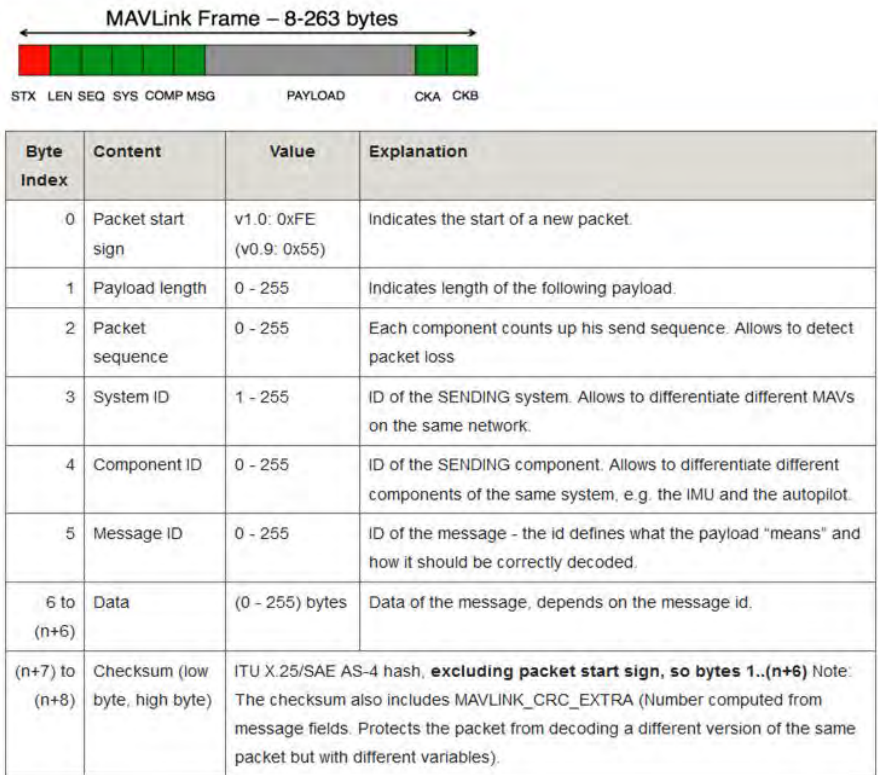 MAVLink Frame – 8-263 bytes
STX LEN SEQ SYS COMP MSG PAYLOAD CKA CKB
Byte Index Content Value Explanation
0 Packet start sign v1.0: 0xFE (v0.9: 0x55) Indicates the start of a new packet.
1 Payload length 0 - 255 Indicates length of the following payload.
2 Packet sequence 0 - 255 Each component counts up his send sequence. Allows to detect packet loss
3 System ID 1 - 255 ID of the SENDING system. Allows to differentiate different MAVs on the same network.
4 Component ID 0 - 255 ID of the SENDING component. Allows to differentiate different components of the same system, e.g. the IMU and the autopilot.
5 Message ID 0 - 255 ID of the message - the id defines what the payload “means” and how it should be correctly decoded.
6 to (n+6) Data (0 - 255) bytes Data of the message, depends on the message id.
(n+7) to (n+8) Checksum (low byte, high byte) ITU X.25/SAE AS-4 hash, excluding packet start sign, so bytes 1..(n+6) Note: The checksum also includes MAVLINK_CRC_EXTRA (Number computed from message fields. Protects the packet from decoding a different version of the same packet but with different variables).